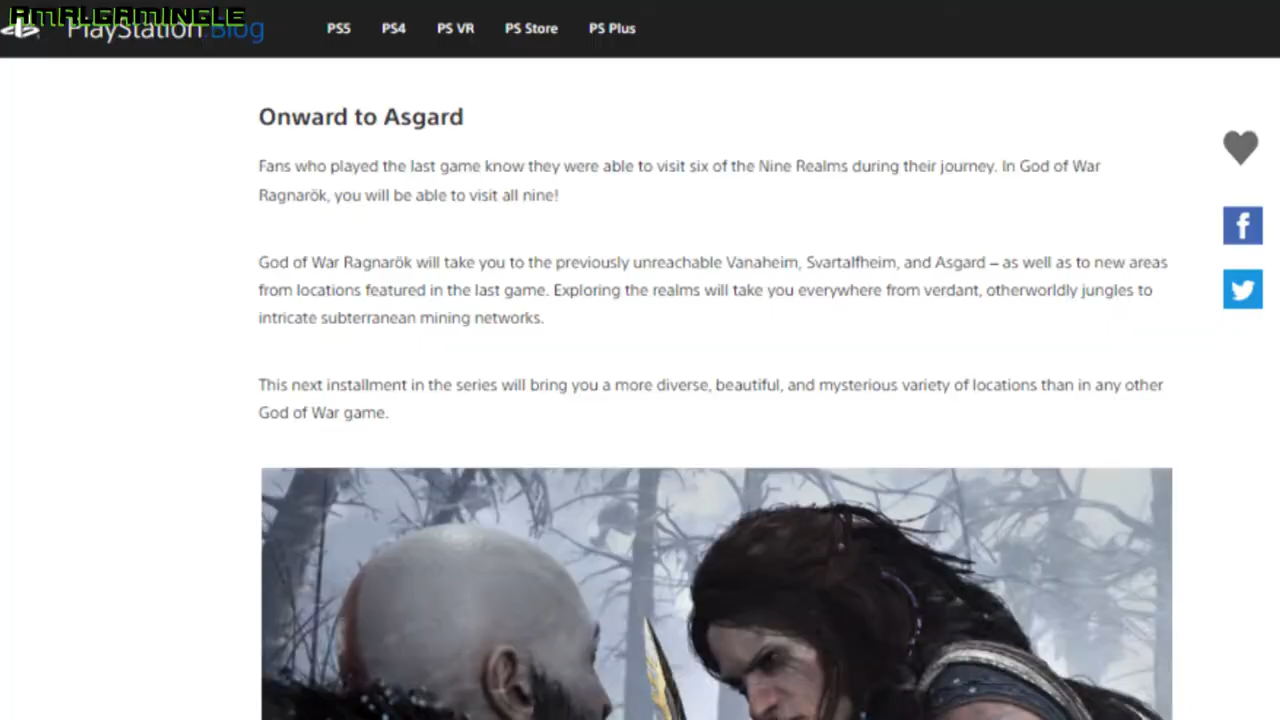 AMALGAMINGLE
PlayStation.Blog
PS5 PS4 PS VR PS Store PS Plus
Onward to Asgard
Fans who played the last game know they were able to visit six of the Nine Realms during their journey. In God of War
Ragnarök, you will be able to visit all nine!
God of War Ragnarök will take you to the previously unreachable Vanaheim, Svartalfheim, and Asgard – as well as to new areas
from locations featured in the last game. Exploring the realms will take you everywhere from verdant, otherworldly jungles to
intricate subterranean mining networks.
This next installment in the series will bring you a more diverse, beautiful, and mysterious variety of locations than in any other
God of War game.